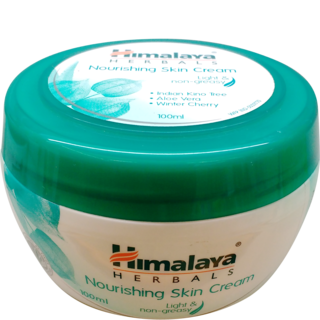 Himalaya
HERBALS
Nourishing Skin Cream
Light &
non-greasy
• Indian Kino Tree
• Aloe Vera
• Winter Cherry
100ml
Himalaya
HERBALS
Nourishing Skin Cream
Light &
non-greasy
100ml